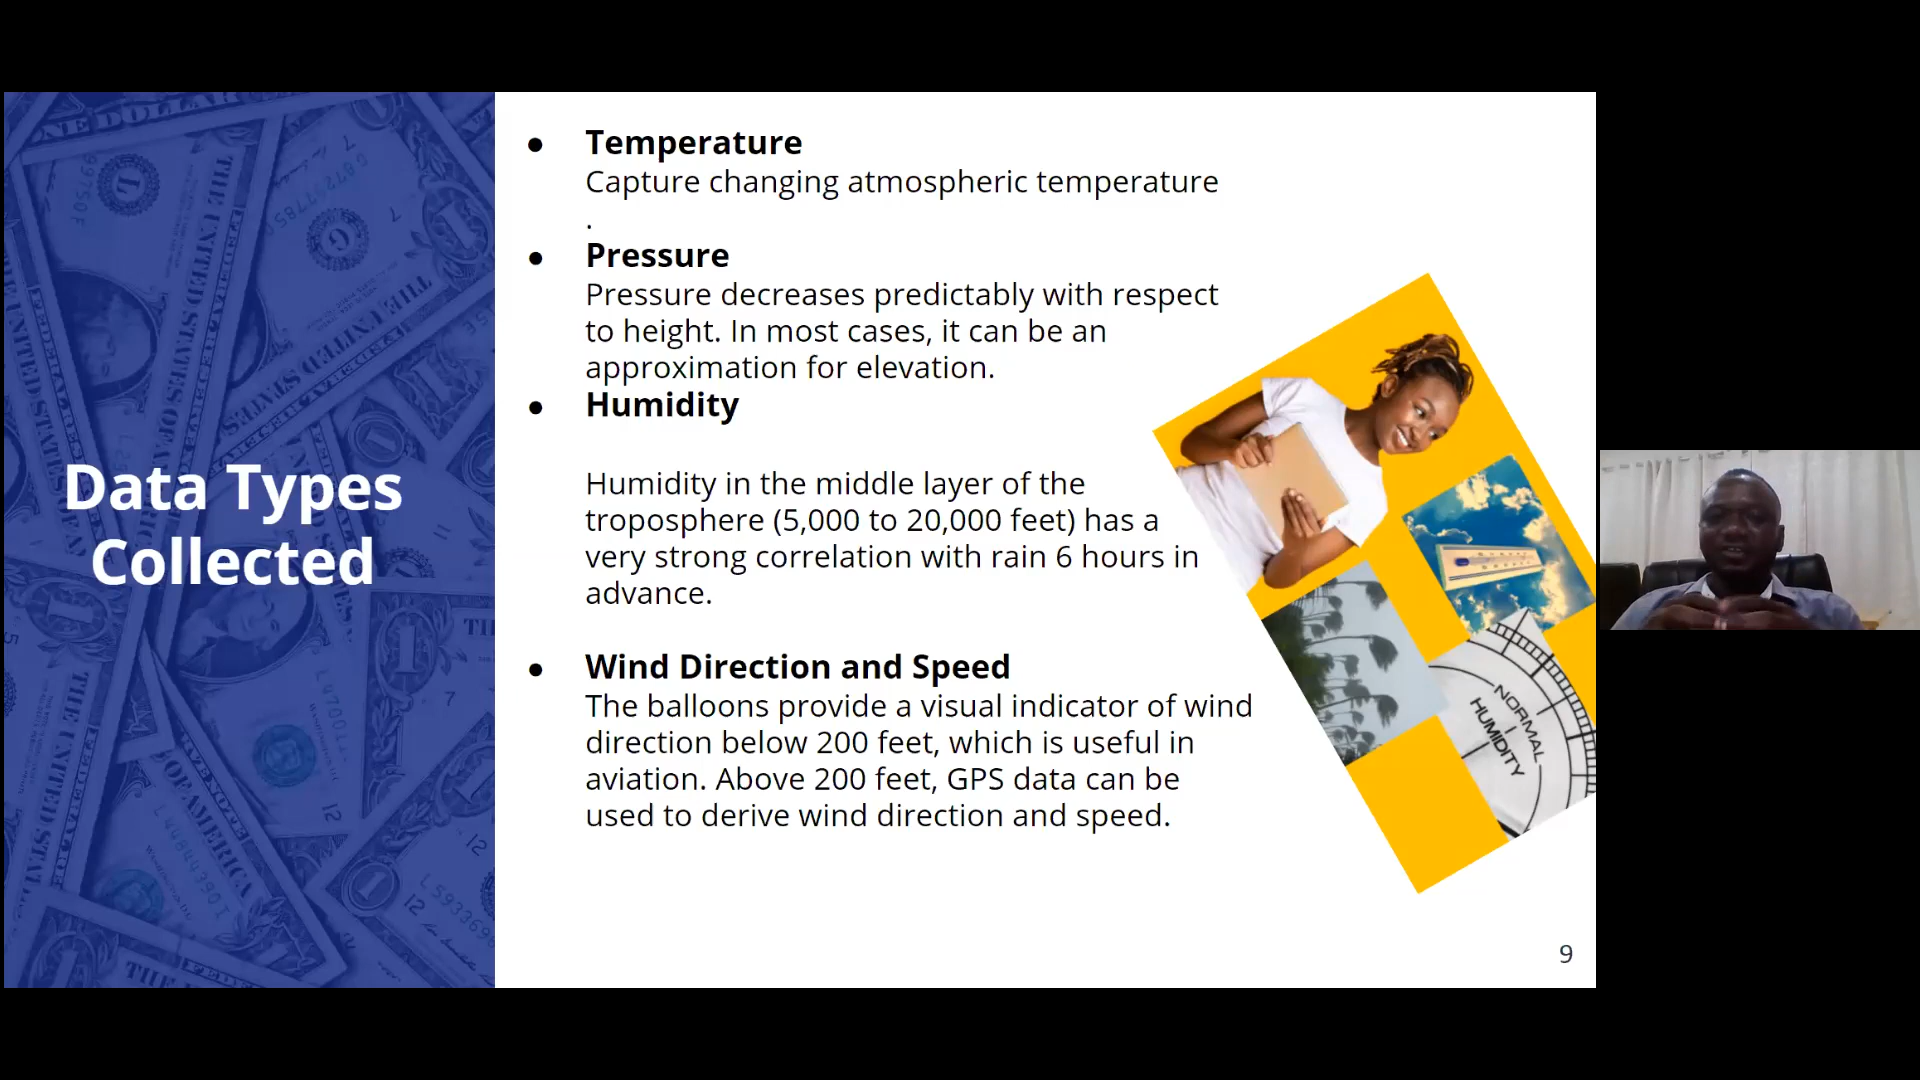 Data Types
Collected
● Temperature
Capture changing atmospheric temperature
.
● Pressure
Pressure decreases predictably with respect
to height. In most cases, it can be an
approximation for elevation.
● Humidity
Humidity in the middle layer of the
troposphere (5,000 to 20,000 feet) has a
very strong correlation with rain 6 hours in
advance.
● Wind Direction and Speed
The balloons provide a visual indicator of wind
direction below 200 feet, which is useful in
aviation. Above 200 feet, GPS data can be
used to derive wind direction and speed.
NORMAL
HUMIDITY
9